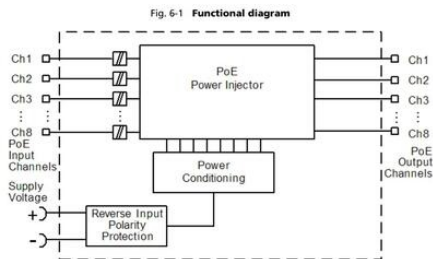 Fig. 6-1 Functional diagram
Ch1
Ch2
Ch3
Ch8
PoE
Input
Channels
Supply
Voltage
+
-
PoE
Power Injector
Power
Conditioning
Reverse Input
Polarity
Protection
Ch1
Ch2
Ch3
Ch8
PoE
Output
Channels